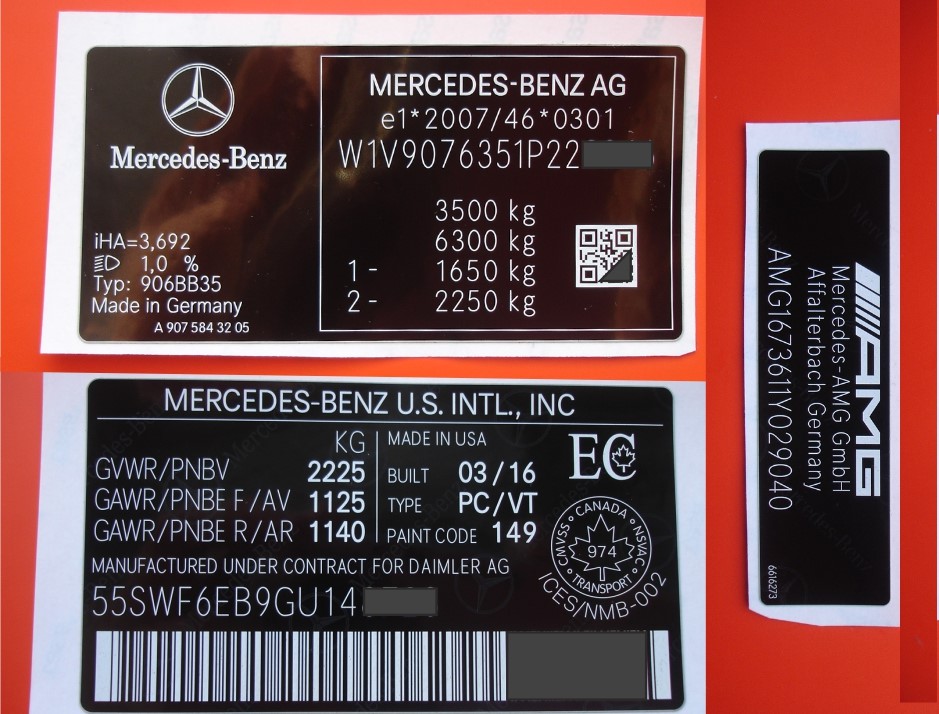 Mercedes-Benz
iHA=3,692
1,0 %
Typ: 906BB35
Made in Germany
A 907 584 32 05
MERCEDES-BENZ AG
e1*2007/46*0301
W1V9076351P22
3500 kg
6300 kg
1 - 1650 kg
2 - 2250 kg
MERCEDES-BENZ U.S. INTL., INC
KG
GVWR/PNBV 2225
GAWR/PNBE F/AV 1125
GAWR/PNBE R/AR 1140
MADE IN USA
BUILT 03/16
TYPE PC/VT
PAINT CODE 149
EC
CANADA
CMVSS
NSVAC
974
TRANSPORT
ICES/NMB-002
MANUFACTURED UNDER CONTRACT FOR DAIMLER AG
55SWF6EB9GU14
AMG
Mercedes-AMG GmbH
Affalterbach Germany
AMG1673611Y029040
6616273